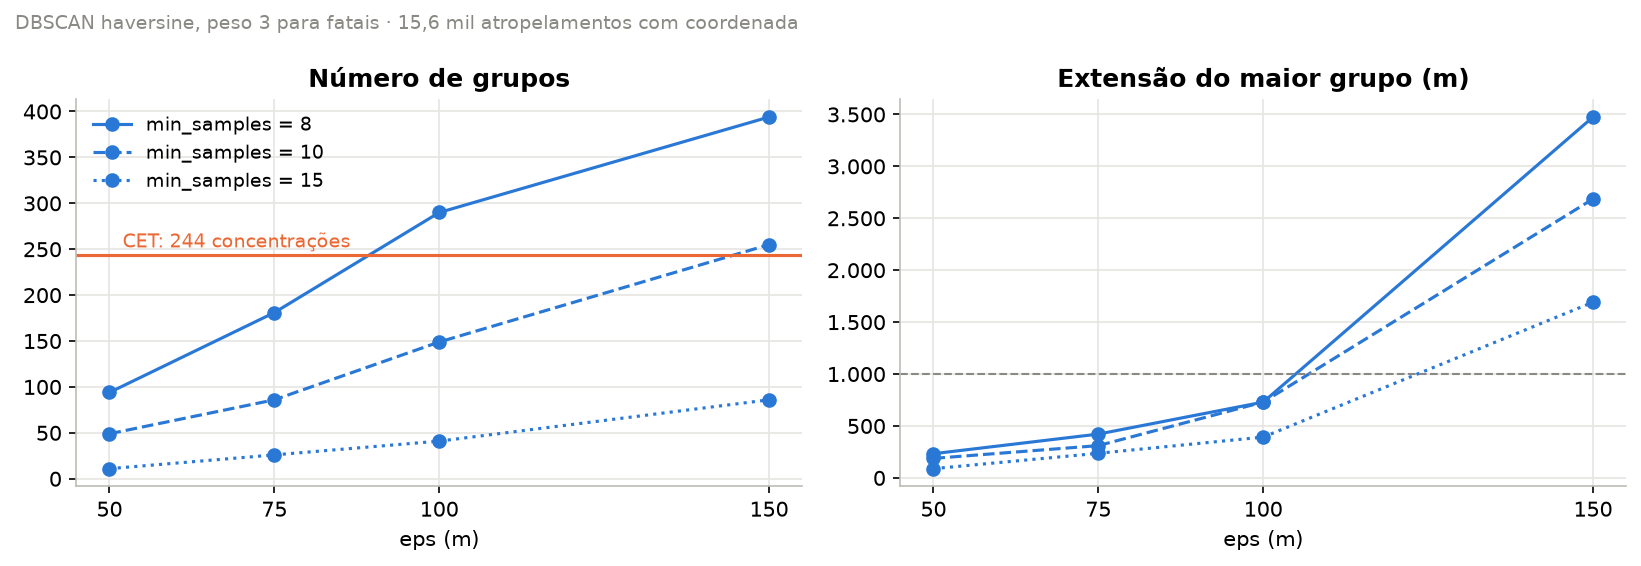 DBSCAN haversine, peso 3 para fatais · 15,6 mil atropelamentos com coordenada
Número de grupos
400
350
300
250
200
150
100
50
0
min_samples = 8
min_samples = 10
min_samples = 15
CET: 244 concentrações
50 75 100 150
eps (m)
Extensão do maior grupo (m)
3.500
3.000
2.500
2.000
1.500
1.000
500
0
50 75 100 150
eps (m)